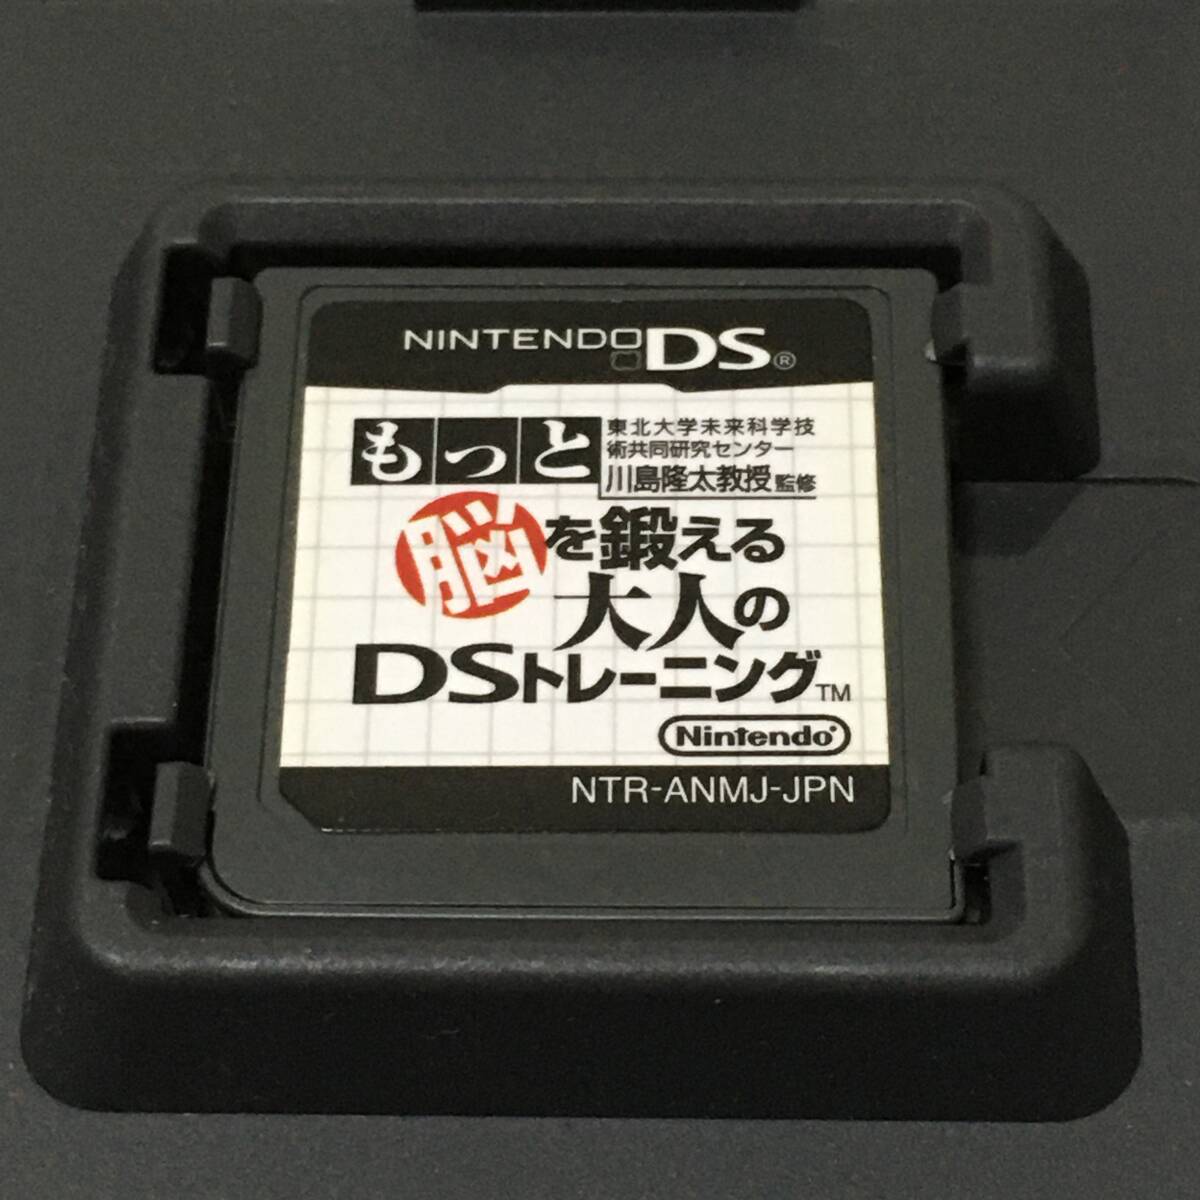 NINTENDO DS®
もっと
東北大学未来科学技
術共同研究センター
川島隆太教授 監修
脳を鍛える
大人の
DSトレーニング™
Nintendo®
NTR-ANMJ-JPN